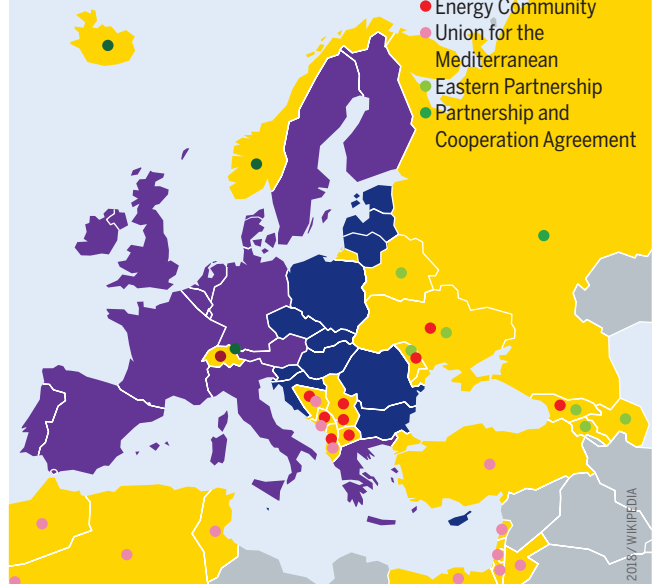 Energy Community
Union for the
Mediterranean
Eastern Partnership
Partnership and
Cooperation Agreement
2018 / WIKIPEDIA